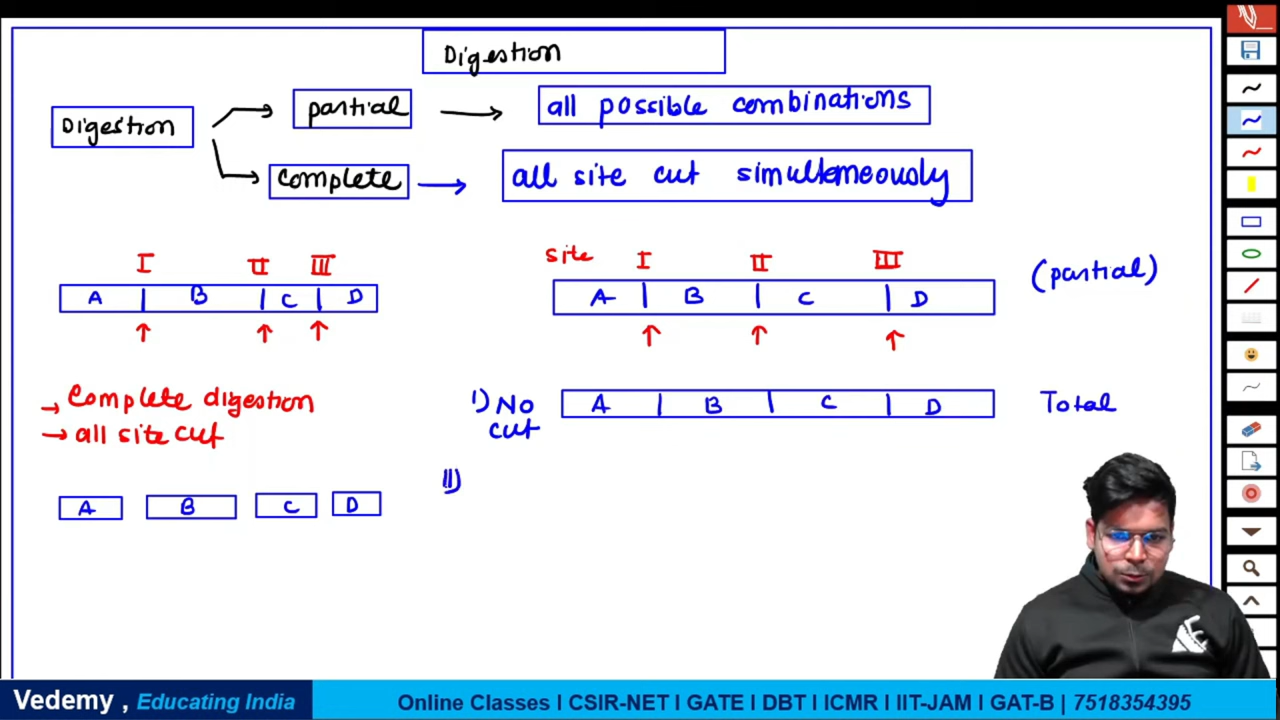 Digestion
Digestion
partial
all possible combinations
complete
all site cut simultemeously
I II III
A B C D
site I II III
A B C D
(partial)
→ Complete digestion
→ all site cut
1) No cut
A B C D
Total
II)
A B C D
Vedemy , Educating India
Online Classes I CSIR-NET I GATE I DBT I ICMR I IIT-JAM I GAT-B | 7518354395